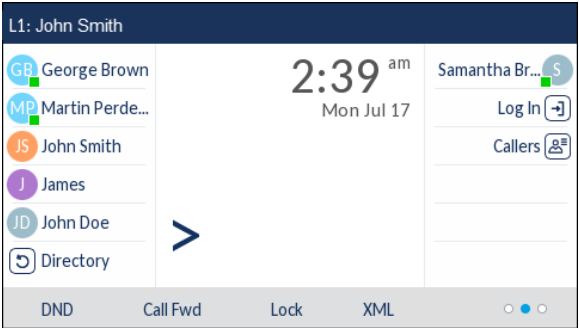 L1: John Smith
GB George Brown
MP Martin Perde...
JS John Smith
J James
JD John Doe
Directory
2:39 am
Mon Jul 17
>
Samantha Br... S
Log In
Callers
DND Call Fwd Lock XML